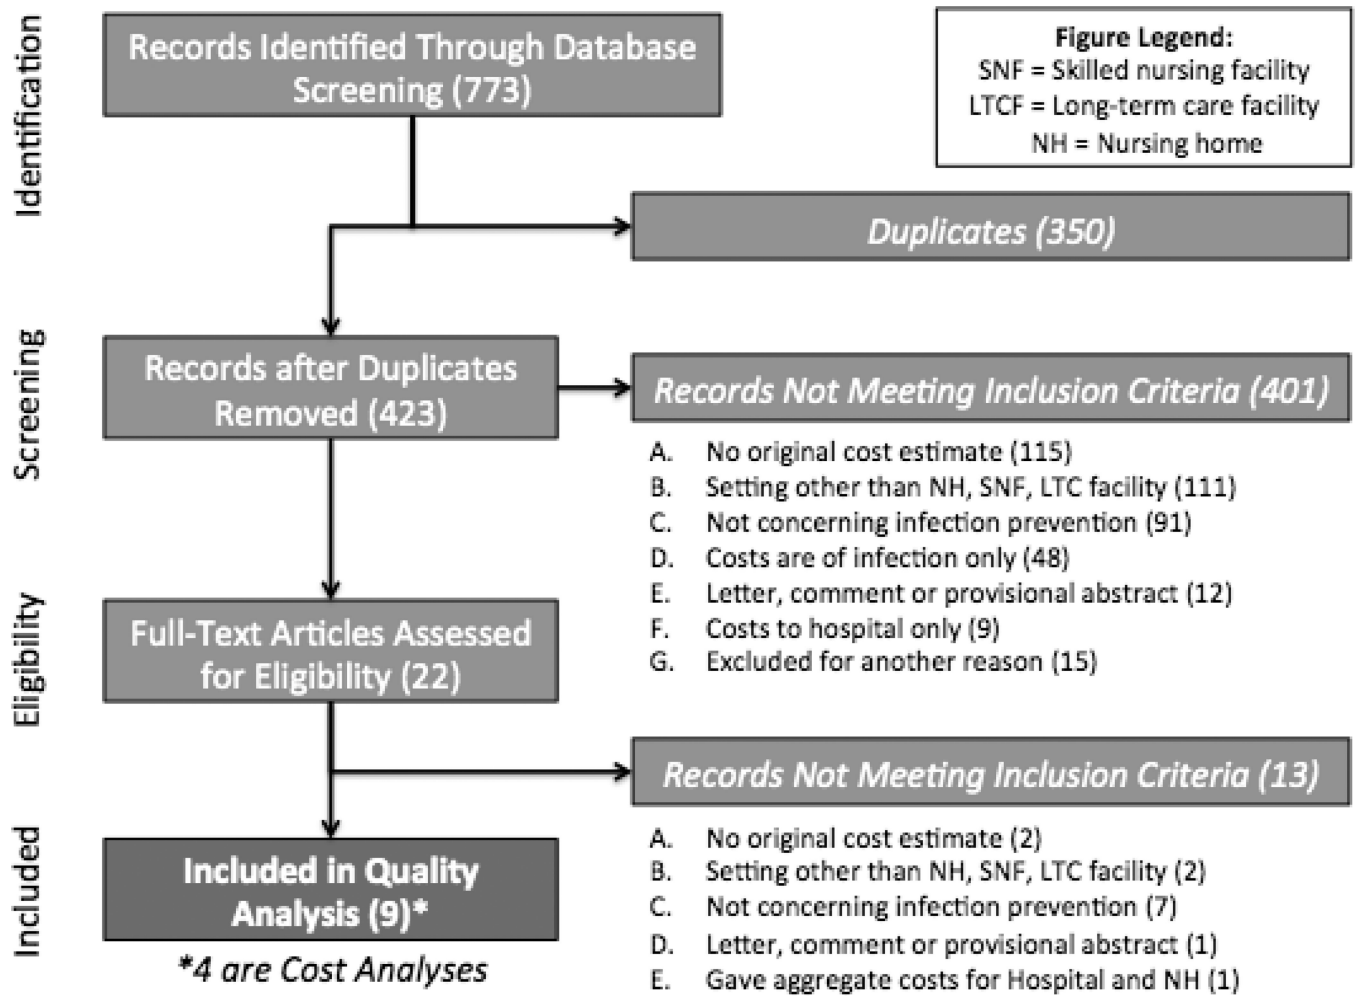 Identification
Records Identified Through Database
Screening (773)
Figure Legend:
SNF = Skilled nursing facility
LTCF = Long-term care facility
NH = Nursing home
Duplicates (350)
Screening
Records after Duplicates
Removed (423)
Records Not Meeting Inclusion Criteria (401)
A. No original cost estimate (115)
B. Setting other than NH, SNF, LTC facility (111)
C. Not concerning infection prevention (91)
D. Costs are of infection only (48)
E. Letter, comment or provisional abstract (12)
F. Costs to hospital only (9)
G. Excluded for another reason (15)
Eligibility
Full-Text Articles Assessed
for Eligibility (22)
Records Not Meeting Inclusion Criteria (13)
A. No original cost estimate (2)
B. Setting other than NH, SNF, LTC facility (2)
C. Not concerning infection prevention (7)
D. Letter, comment or provisional abstract (1)
E. Gave aggregate costs for Hospital and NH (1)
Included
Included in Quality
Analysis (9)*
*4 are Cost Analyses